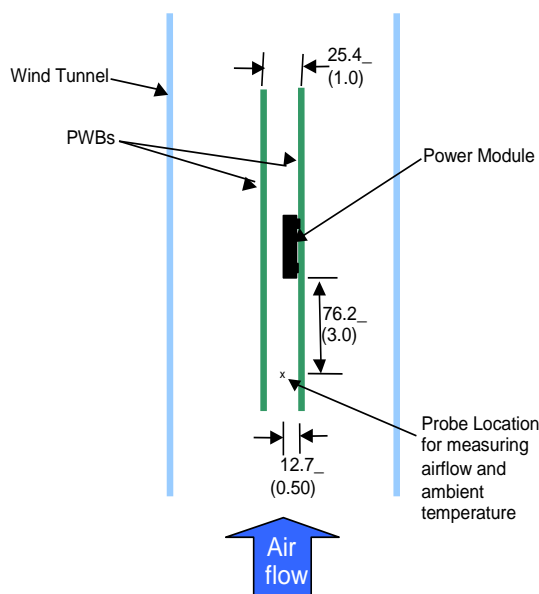 25.4_
(1.0)
Wind Tunnel
PWBs
Power Module
76.2_
(3.0)
x
Probe Location
for measuring
airflow and
ambient
temperature
12.7_
(0.50)
Air
flow